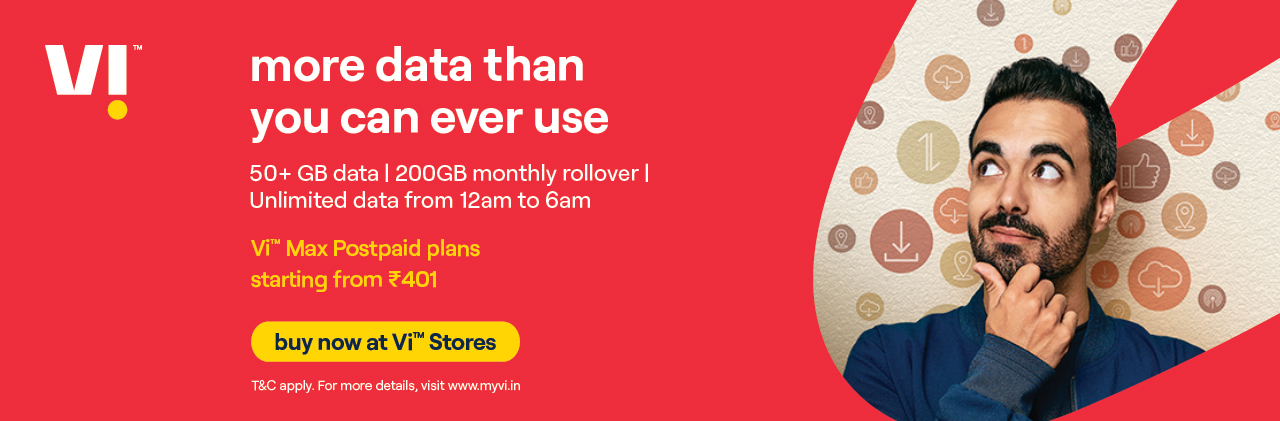 VI™
more data than
you can ever use
50+ GB data | 200GB monthly rollover |
Unlimited data from 12am to 6am
Vi™ Max Postpaid plans
starting from ₹401
buy now at Vi™ Stores
T&C apply. For more details, visit www.myvi.in